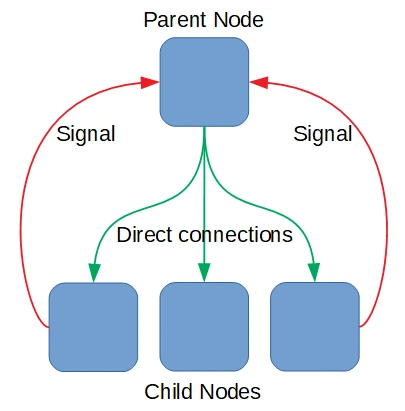 Parent Node
Signal
Signal
Direct connections
Child Nodes